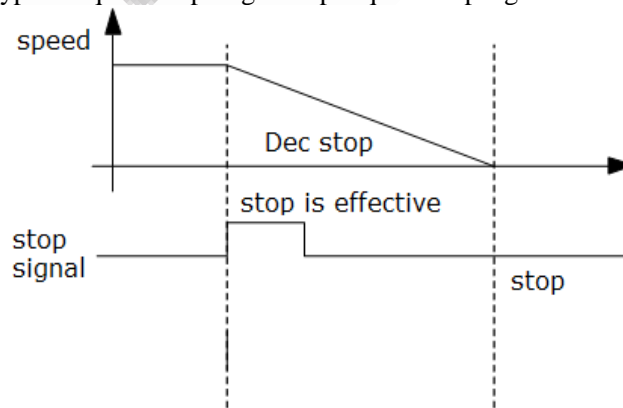 speed
Dec stop
stop is effective
stop
signal
stop